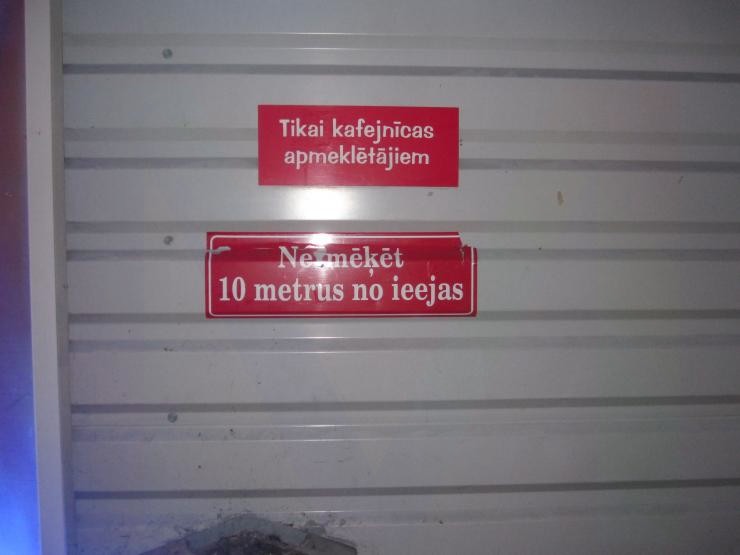 Tikai kafejnīcas
apmeklētājiem
Nesmēķēt
10 metrus no ieejas